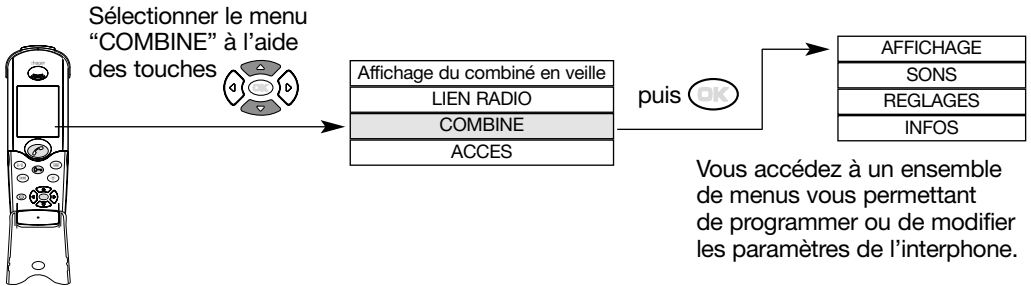 Sélectionner le menu
“COMBINE” à l’aide
des touches
OK
Affichage du combiné en veille
LIEN RADIO
COMBINE
ACCES
puis OK
AFFICHAGE
SONS
REGLAGES
INFOS
Vous accédez à un ensemble
de menus vous permettant
de programmer ou de modifier
les paramètres de l’interphone.